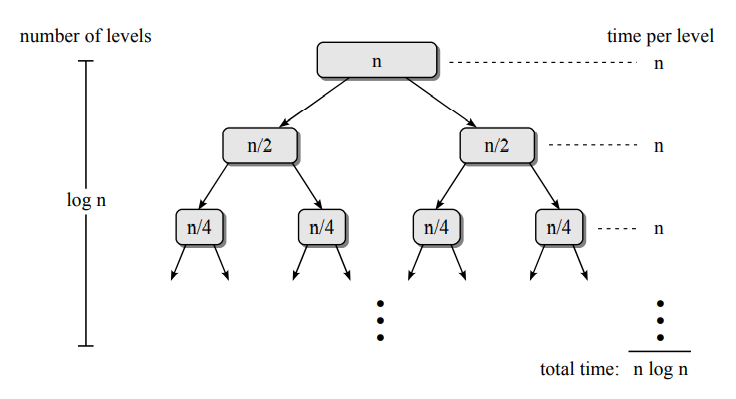 number of levels
time per level
n
n
n/2
n/2
n
log n
n/4
n/4
n/4
n/4
n
total time: n log n